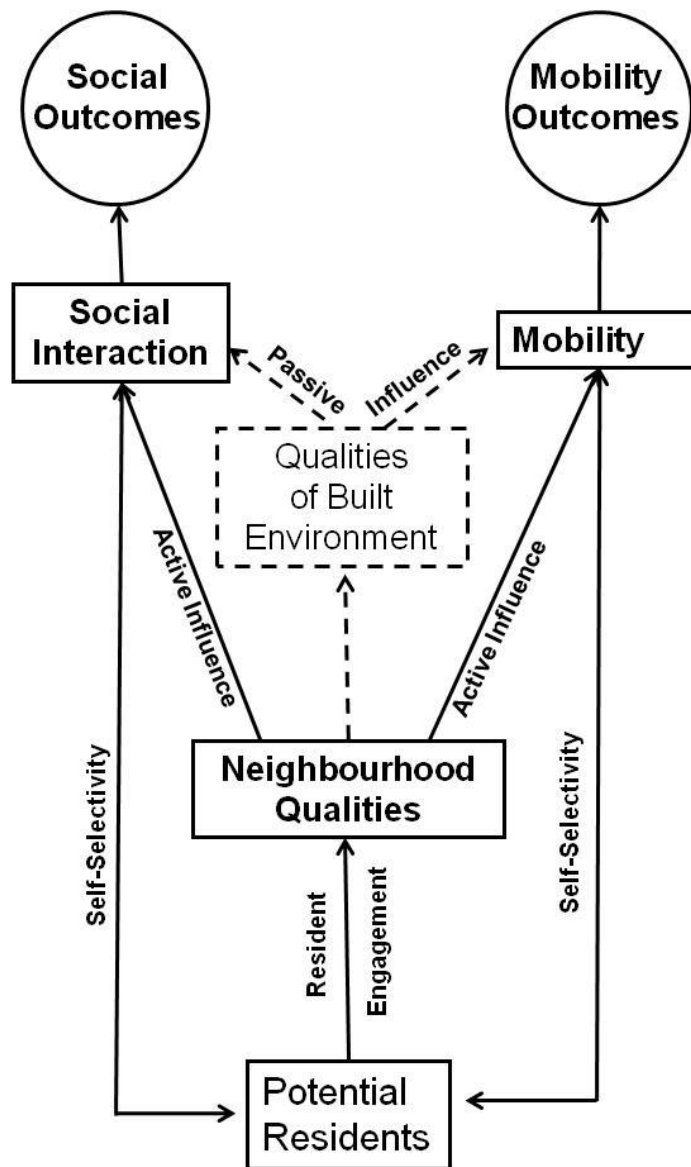 Social
Outcomes
Mobility
Outcomes
Social
Interaction
Mobility
Passive
Influence
Qualities
of Built
Environment
Active Influence
Active Influence
Neighbourhood
Qualities
Self-Selectivity
Self-Selectivity
Resident
Engagement
Potential
Residents